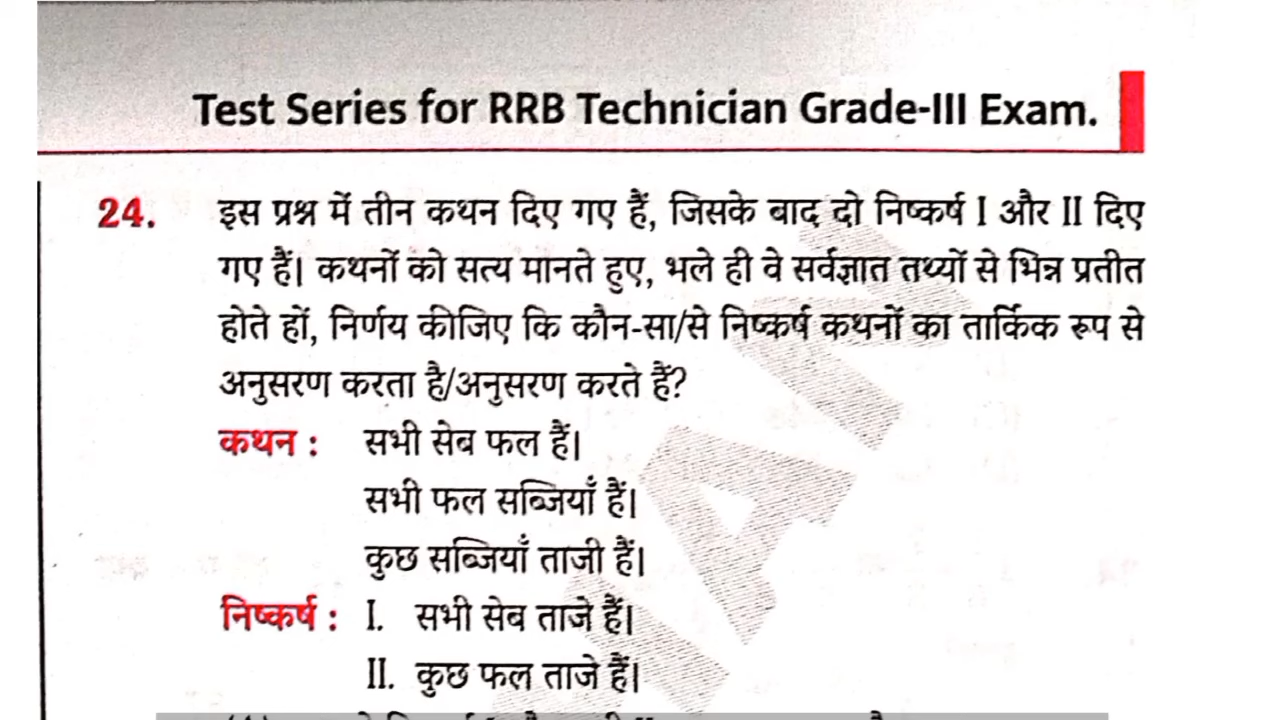 Test Series for RRB Technician Grade-III Exam.
24. इस प्रश्न में तीन कथन दिए गए हैं, जिसके बाद दो निष्कर्ष I और II दिए
गए हैं। कथनों को सत्य मानते हुए, भले ही वे सर्वज्ञात तथ्यों से भिन्न प्रतीत
होते हों, निर्णय कीजिए कि कौन-सा/से निष्कर्ष कथनों का तार्किक रूप से
अनुसरण करता है/अनुसरण करते हैं?
कथन : सभी सेब फल हैं।
सभी फल सब्जियाँ हैं।
कुछ सब्जियाँ ताजी हैं।
निष्कर्ष : I. सभी सेब ताजे हैं।
II. कुछ फल ताजे हैं।